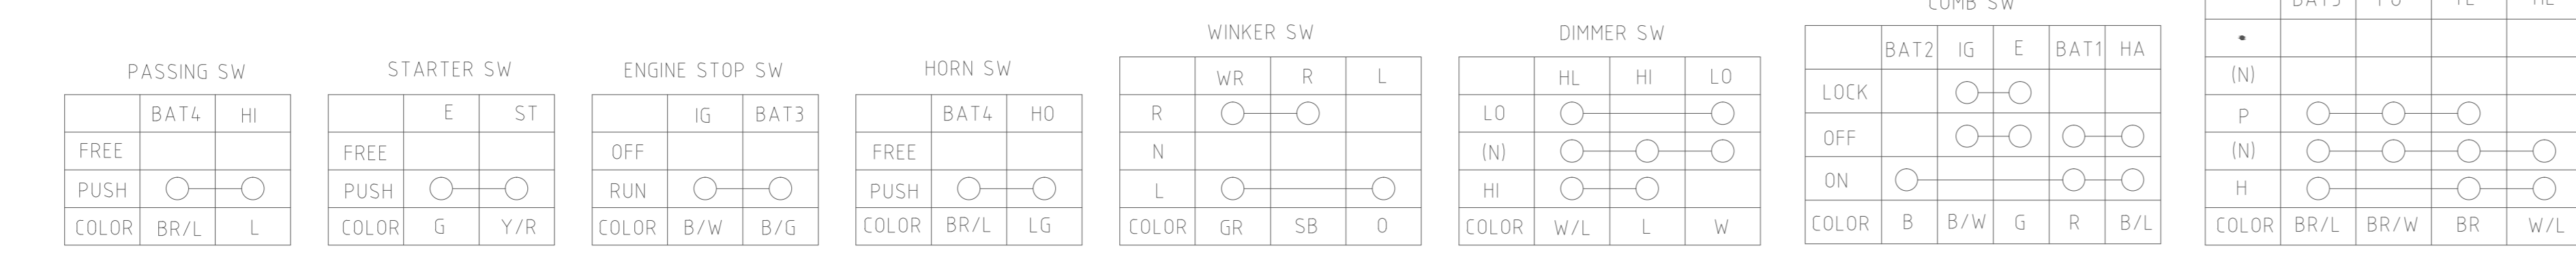 PASSING SW
BAT4 HI
FREE
PUSH
COLOR BR/L L
STARTER SW
E ST
FREE
PUSH
COLOR G Y/R
ENGINE STOP SW
IG BAT3
OFF
RUN
COLOR B/W B/G
HORN SW
BAT4 HO
FREE
PUSH
COLOR BR/L LG
WINKER SW
WR R L
R
N
L
COLOR GR SB O
DIMMER SW
HL HI LO
LO
(N)
HI
COLOR W/L L W
COMB SW
BAT2 IG E BAT1 HA
LOCK
OFF
ON
COLOR B B/W G R B/L
(N)
P
(N)
H
COLOR BR/L BR/W BR W/L